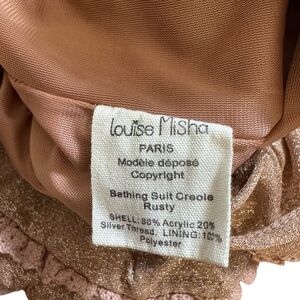 Louise Misha
PARIS
Modèle déposé
Copyright
Bathing Suit Creole
Rusty
SHELL: 80% Acrylic 20%
Silver Thread, LINING: 100%
Polyester